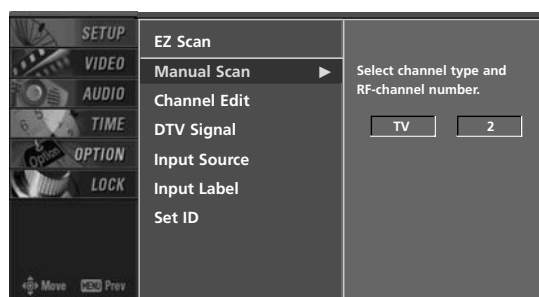 SETUP
VIDEO
AUDIO
TIME
Option
OPTION
LOCK
Move MENU Prev
EZ Scan
Manual Scan
Channel Edit
DTV Signal
Input Source
Input Label
Set ID
Select channel type and
RF-channel number.
TV 2